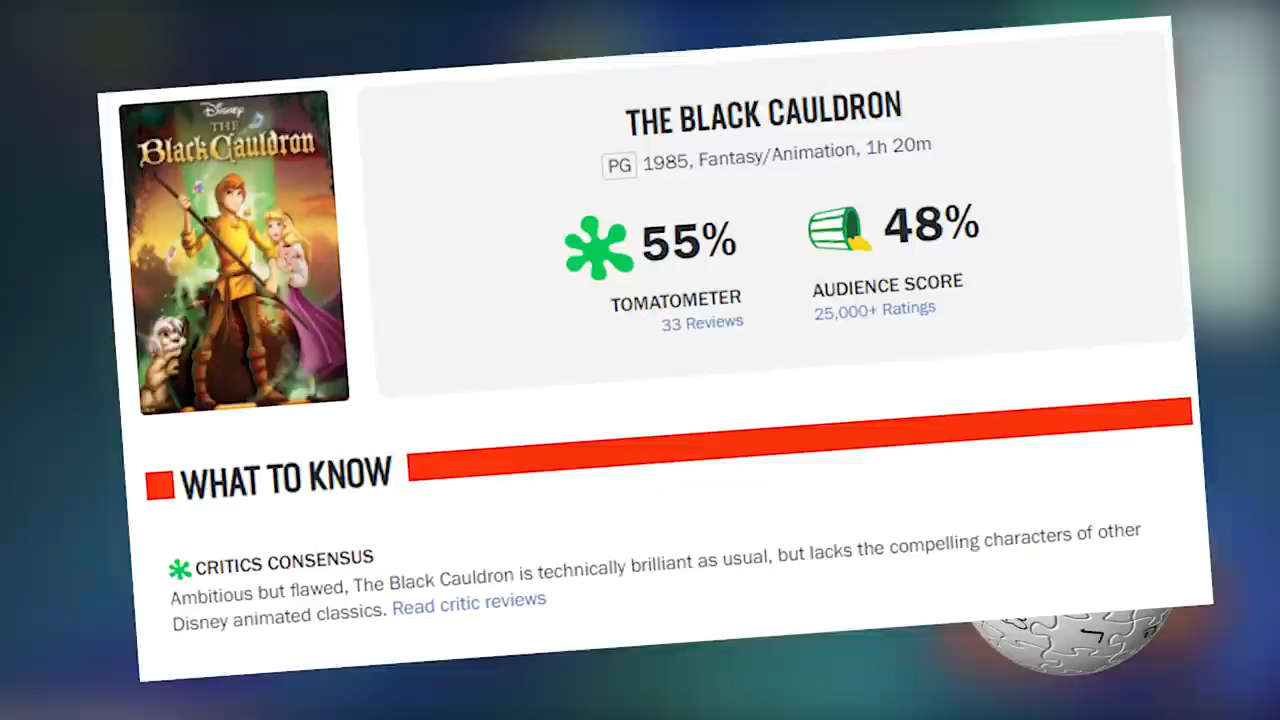 Disney
THE
Black Cauldron
THE BLACK CAULDRON
PG 1985, Fantasy/Animation, 1h 20m
55% 48%
TOMATOMETER AUDIENCE SCORE
33 Reviews 25,000+ Ratings
WHAT TO KNOW
CRITICS CONSENSUS
Ambitious but flawed, The Black Cauldron is technically brilliant as usual, but lacks the compelling characters of other
Disney animated classics. Read critic reviews